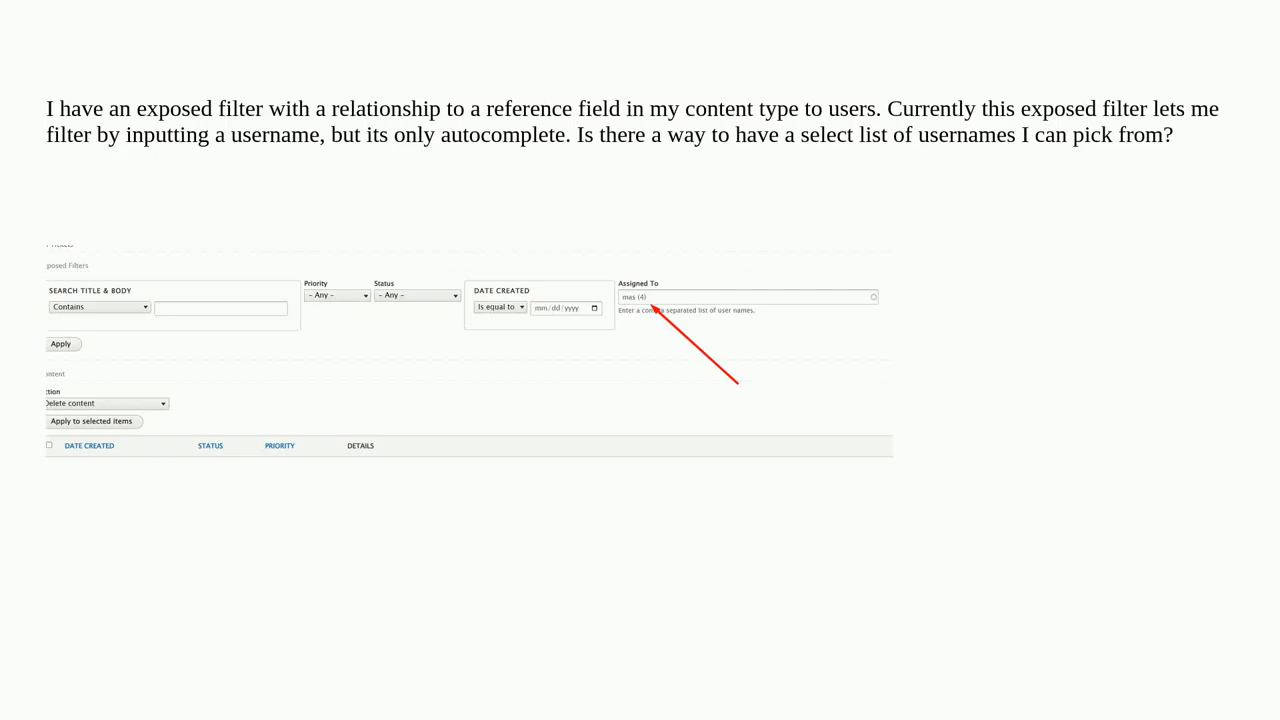 I have an exposed filter with a relationship to a reference field in my content type to users. Currently this exposed filter lets me
filter by inputting a username, but its only autocomplete. Is there a way to have a select list of usernames I can pick from?
posed Filters
SEARCH TITLE & BODY
Contains
Priority
- Any -
Status
- Any -
DATE CREATED
Is equal to
mm/dd/yyyy
Assigned To
mas (4)
Enter a comma separated list of user names.
Apply
ntent
tion
Delete content
Apply to selected items
DATE CREATED STATUS PRIORITY DETAILS